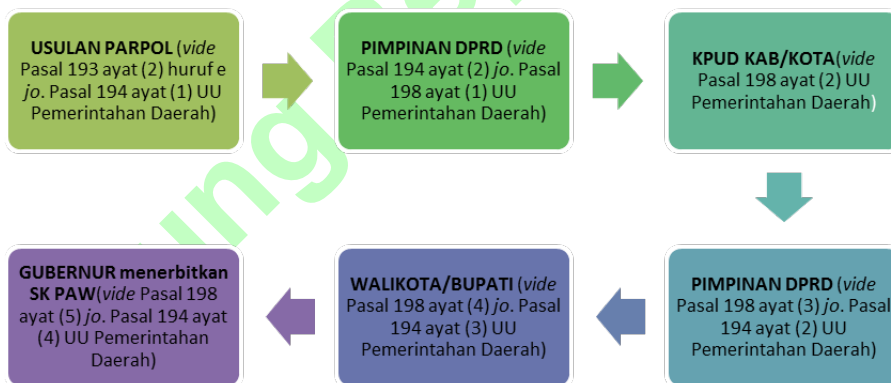 USULAN PARPOL (vide
Pasal 193 ayat (2) huruf e
jo. Pasal 194 ayat (1) UU
Pemerintahan Daerah)
PIMPINAN DPRD (vide
Pasal 194 ayat (2) jo. Pasal
198 ayat (1) UU
Pemerintahan Daerah)
KPUD KAB/KOTA(vide
Pasal 198 ayat (2) UU
Pemerintahan Daerah)
PIMPINAN DPRD (vide
Pasal 198 ayat (3) jo. Pasal
194 ayat (2) UU
Pemerintahan Daerah)
WALIKOTA/BUPATI (vide
Pasal 198 ayat (4) jo. Pasal
194 ayat (3) UU
Pemerintahan Daerah)
GUBERNUR menerbitkan
SK PAW(vide Pasal 198
ayat (5) jo. Pasal 194 ayat
(4) UU Pemerintahan
Daerah)